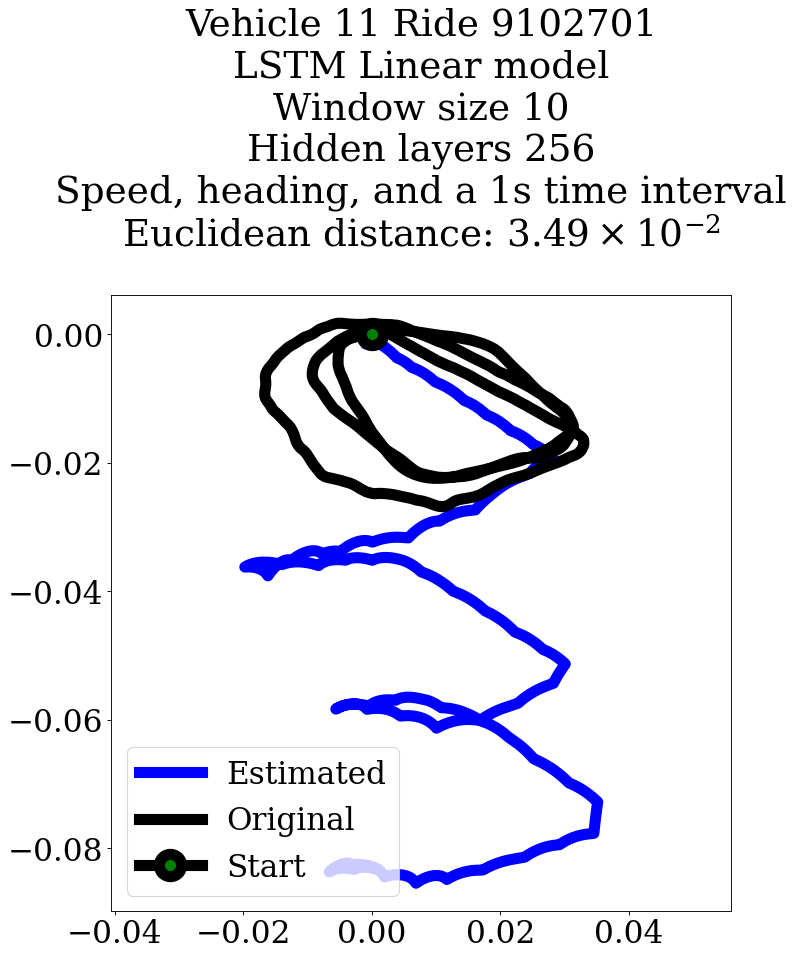 Vehicle 11 Ride 9102701
LSTM Linear model
Window size 10
Hidden layers 256
Speed, heading, and a 1s time interval
Euclidean distance: 3.49 × 10⁻²
0.00
−0.02
−0.04
−0.06
−0.08
Estimated
Original
Start
−0.04 −0.02 0.00 0.02 0.04